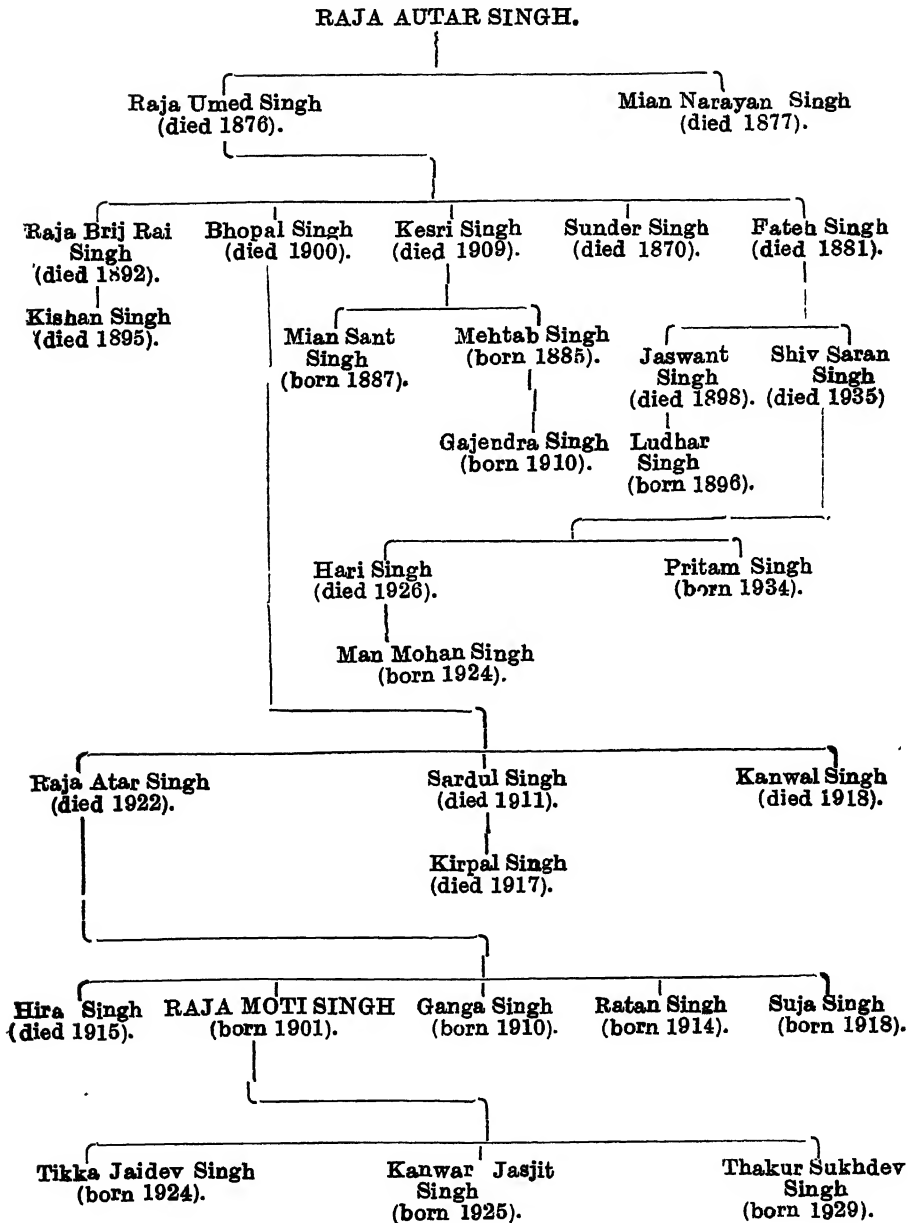 RAJA AUTAR SINGH.
Raja Umed Singh
(died 1876).
Mian Narayan Singh
(died 1877).
Raja Brij Rai
Singh
(died 1892).
Bhopal Singh
(died 1900).
Kesri Singh
(died 1909).
Sunder Singh
(died 1870).
Fateh Singh
(died 1881).
Kishan Singh
(died 1895).
Mian Sant
Singh
(born 1887).
Mehtab Singh
(born 1885).
Jaswant
Singh
(died 1898).
Shiv Saran
Singh
(died 1935)
Gajendra Singh
(born 1910).
Ludhar
Singh
(born 1896).
Hari Singh
(died 1926).
Pritam Singh
(born 1934).
Man Mohan Singh
(born 1924).
Raja Atar Singh
(died 1922).
Sardul Singh
(died 1911).
Kanwal Singh
(died 1918).
Kirpal Singh
(died 1917).
Hira Singh
(died 1915).
RAJA MOTI SINGH
(born 1901).
Ganga Singh
(born 1910).
Ratan Singh
(born 1914).
Suja Singh
(born 1918).
Tikka Jaidev Singh
(born 1924).
Kanwar Jasjit
Singh
(born 1925).
Thakur Sukhdev
Singh
(born 1929).